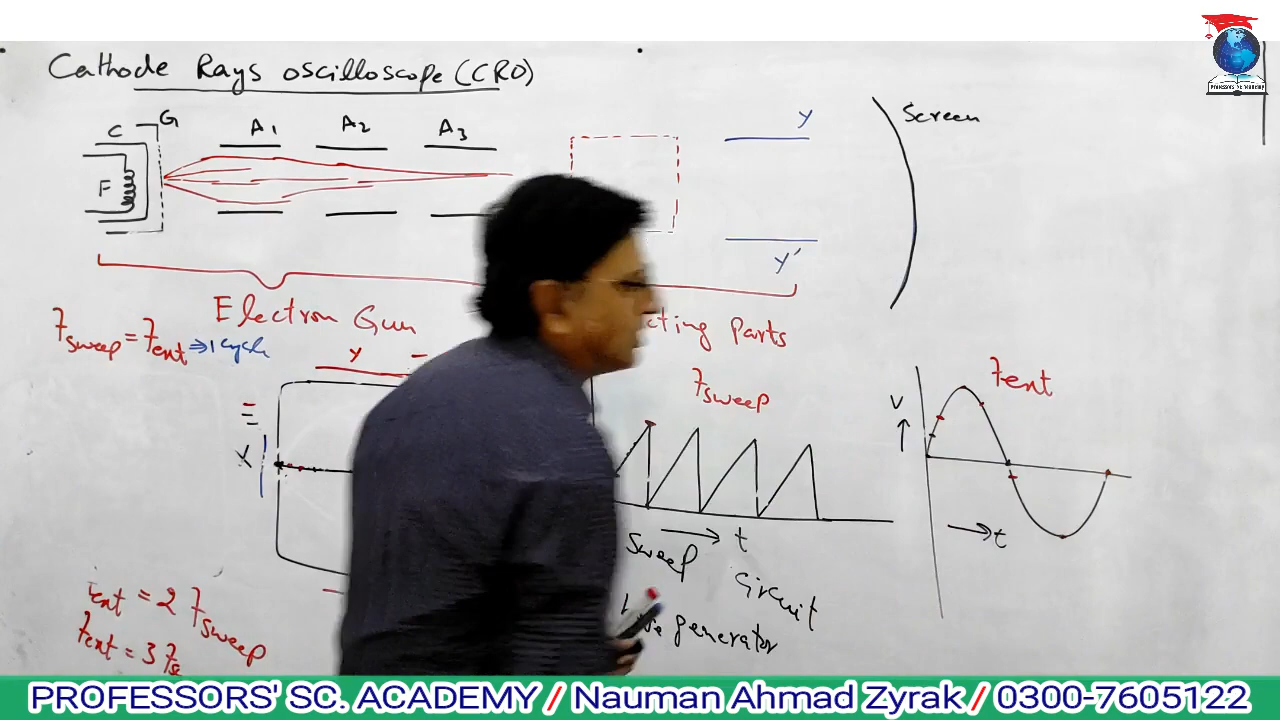 Cathode Rays oscilloscope (CRO)
C G A1 A2 A3
F
Y
Y'
Screen
Electron Gun
cting Parts
fsweep = fext ⇒ 1 cycle
Y
X
fsweep
→ t
Sweep Circuit
generator
fext
V
↑
→ t
fext = 2 fsweep
fext = 3 fs
PROFESSORS' SC. ACADEMY / Nauman Ahmad Zyrak / 0300-7605122